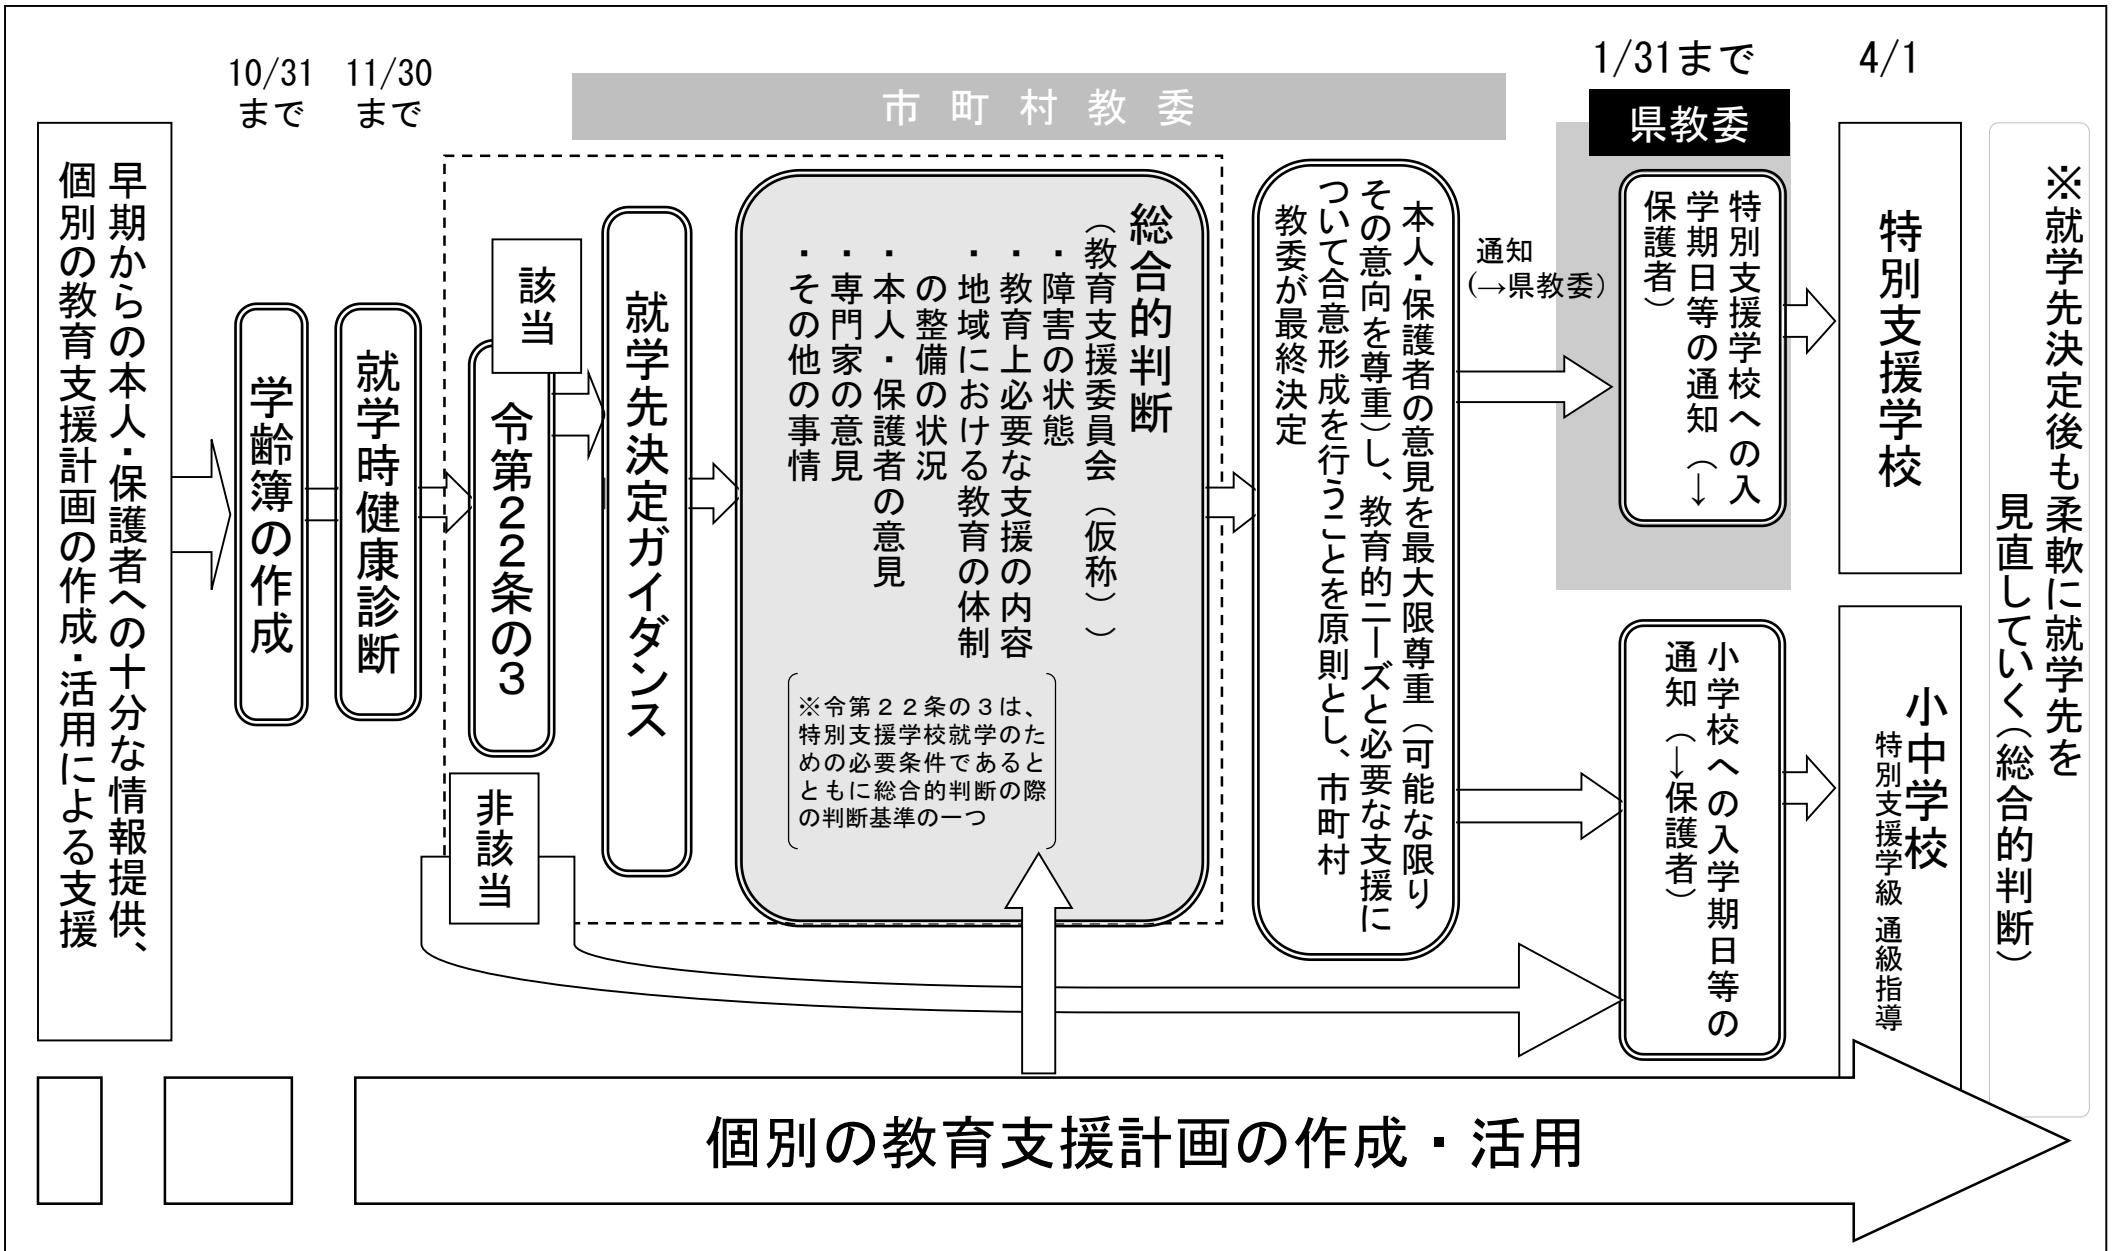 10/31
まで
11/30
まで
市町村教委
1/31まで
県教委
4/1
早期からの本人・保護者への十分な情報提供、
個別の教育支援計画の作成・活用による支援
学齢簿の作成
就学時健康診断
該当
令第22条の3
非該当
就学先決定ガイダンス
総合的判断
（教育支援委員会（仮称））
・障害の状態
・教育上必要な支援の内容
・地域における教育の体制
の整備の状況
・本人・保護者の意見
・専門家の意見
・その他の事情
※令第２２条の３は、
特別支援学校就学のた
めの必要条件であると
ともに総合的判断の際
の判断基準の一つ
本人・保護者の意見を最大限尊重（可能な限り
その意向を尊重）し、教育的ニーズと必要な支援に
ついて合意形成を行うことを原則とし、市町村
教委が最終決定
通知
（→県教委）
特別支援学校への入
学期日等の通知（→
保護者）
小学校への入学期日等の
通知（→保護者）
特別支援学校
小中学校
特別支援学級 通級指導
※就学先決定後も柔軟に就学先を
見直していく（総合的判断）
個別の教育支援計画の作成・活用